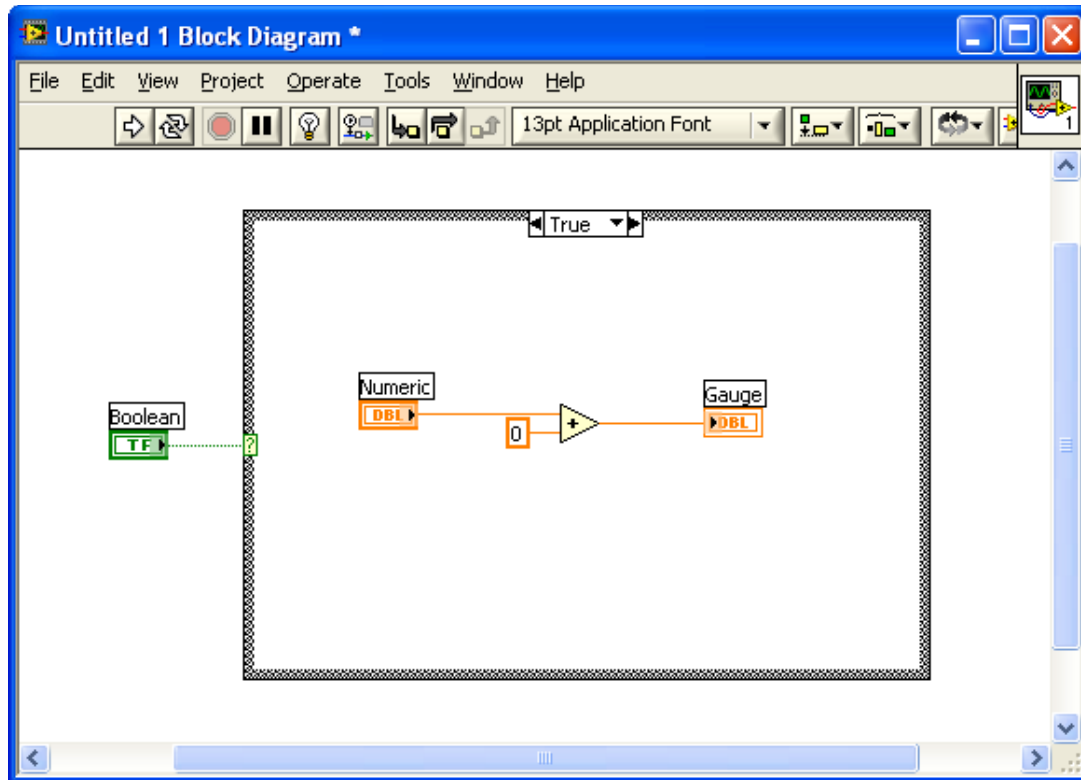 Untitled 1 Block Diagram *
File Edit View Project Operate Tools Window Help
13pt Application Font
1
True
Numeric
DBL
Gauge
DBL
Boolean
TF
?
0
+